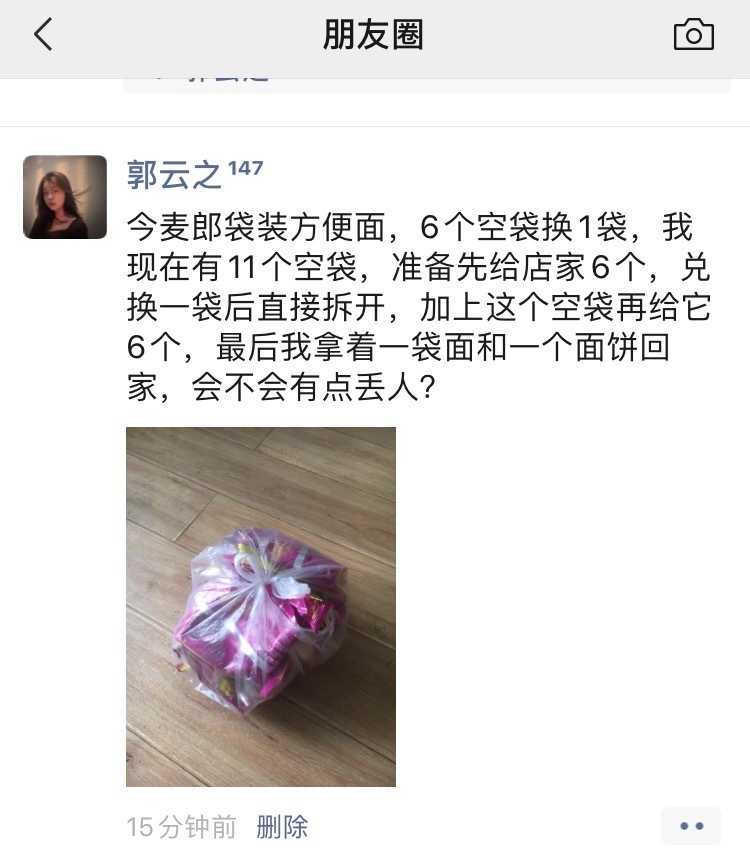 朋友圈
郭云之 147
今麦郎袋装方便面，6个空袋换1袋，我
现在有11个空袋，准备先给店家6个，兑
换一袋后直接拆开，加上这个空袋再给它
6个，最后我拿着一袋面和一个面饼回
家，会不会有点丢人?
15分钟前 删除